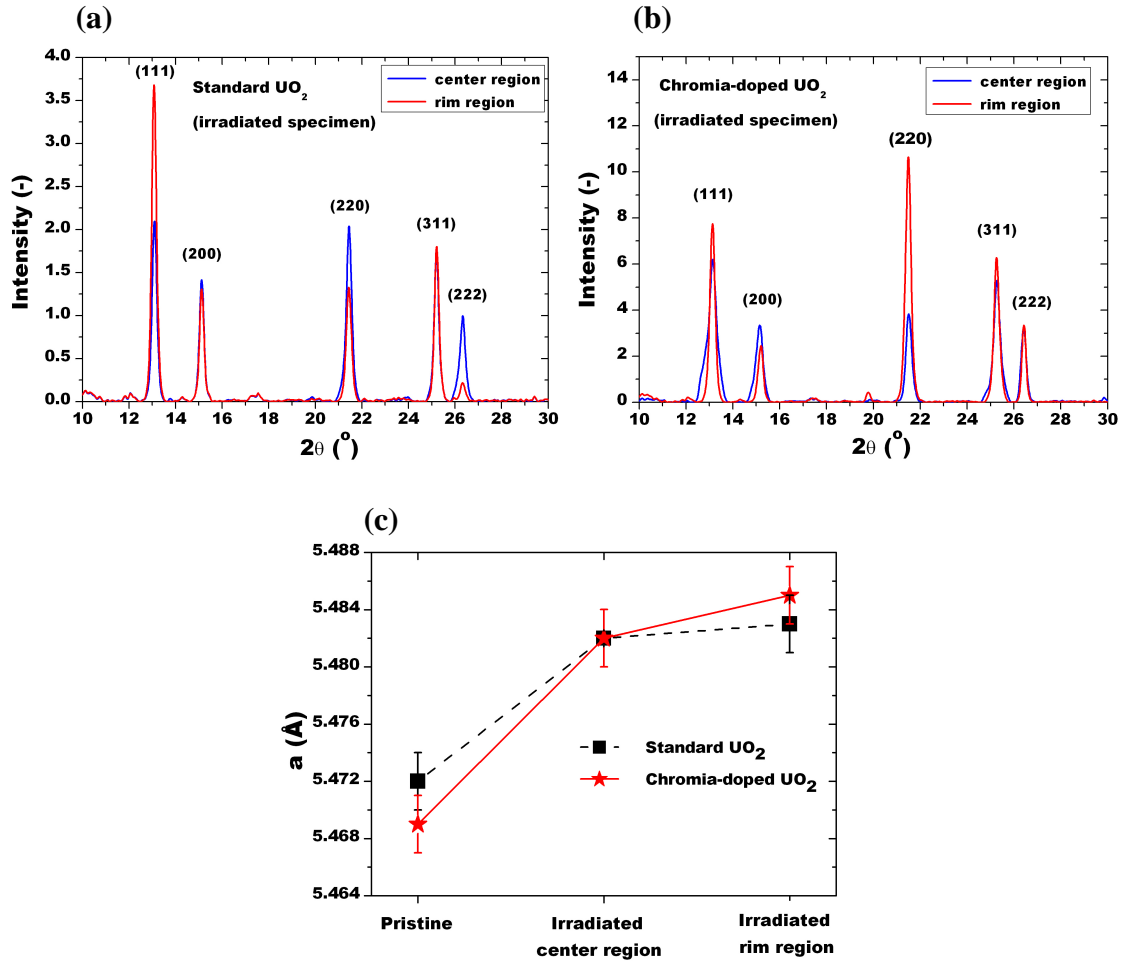 (a)
4.0
3.5
3.0
2.5
2.0
1.5
1.0
0.5
0.0
Intensity (-)
(111)
Standard UO2
(irradiated specimen)
center region
rim region
(200)
(220)
(311)
(222)
10 12 14 16 18 20 22 24 26 28 30
2θ (o)
(b)
14
12
10
8
6
4
2
0
Intensity (-)
Chromia-doped UO2
(irradiated specimen)
center region
rim region
(111)
(200)
(220)
(311)
(222)
10 12 14 16 18 20 22 24 26 28 30
2θ (o)
(c)
5.488
5.484
5.480
5.476
5.472
5.468
5.464
a (Å)
Standard UO2
Chromia-doped UO2
Pristine
Irradiated
center region
Irradiated
rim region